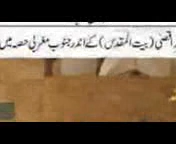 اقصیٰ (بیت المقدس) کے اندر جنوب مغربی حصہ میں